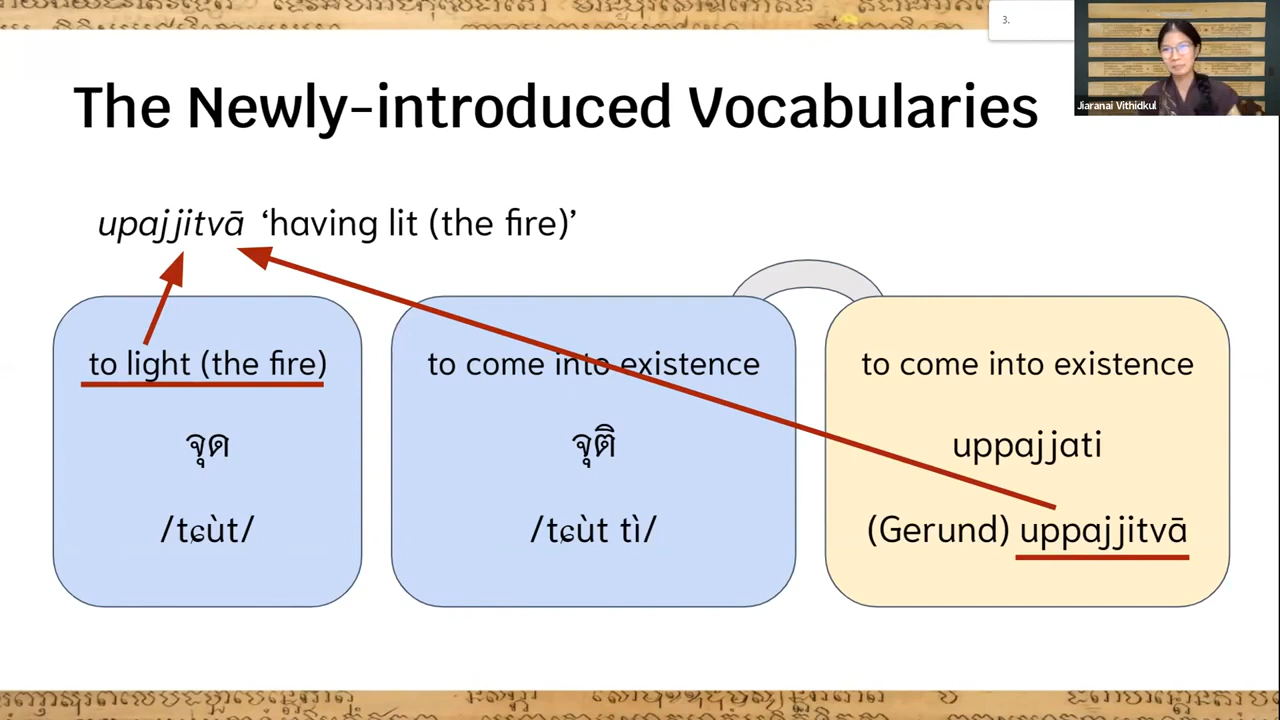 3.
Jiaranai Vithidkul
The Newly-introduced Vocabularies
upajjitvā ‘having lit (the fire)’
to light (the fire)
จุด
/tɕùt/
to come into existence
จุติ
/tɕùt tì/
to come into existence
uppajjati
(Gerund) uppajjitvā